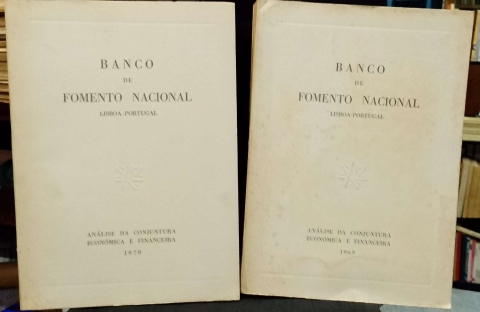 BANCO
DE
FOMENTO NACIONAL
LISBOA-PORTUGAL
ANÁLISE DA CONJUNTURA
ECONÓMICA E FINANCEIRA
1970
BANCO
DE
FOMENTO NACIONAL
LISBOA-PORTUGAL
ANÁLISE DA CONJUNTURA
ECONÓMICA E FINANCEIRA
1969